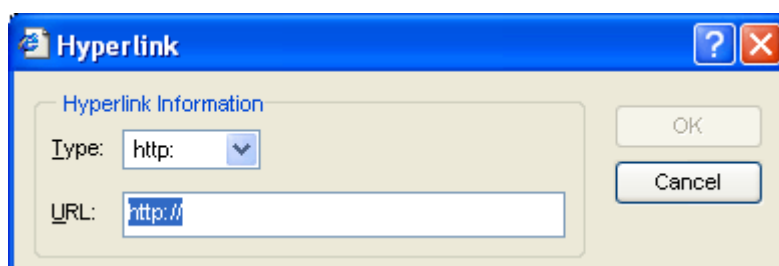 Hyperlink
?
Hyperlink Information
Type: http:
URL: http://
OK
Cancel